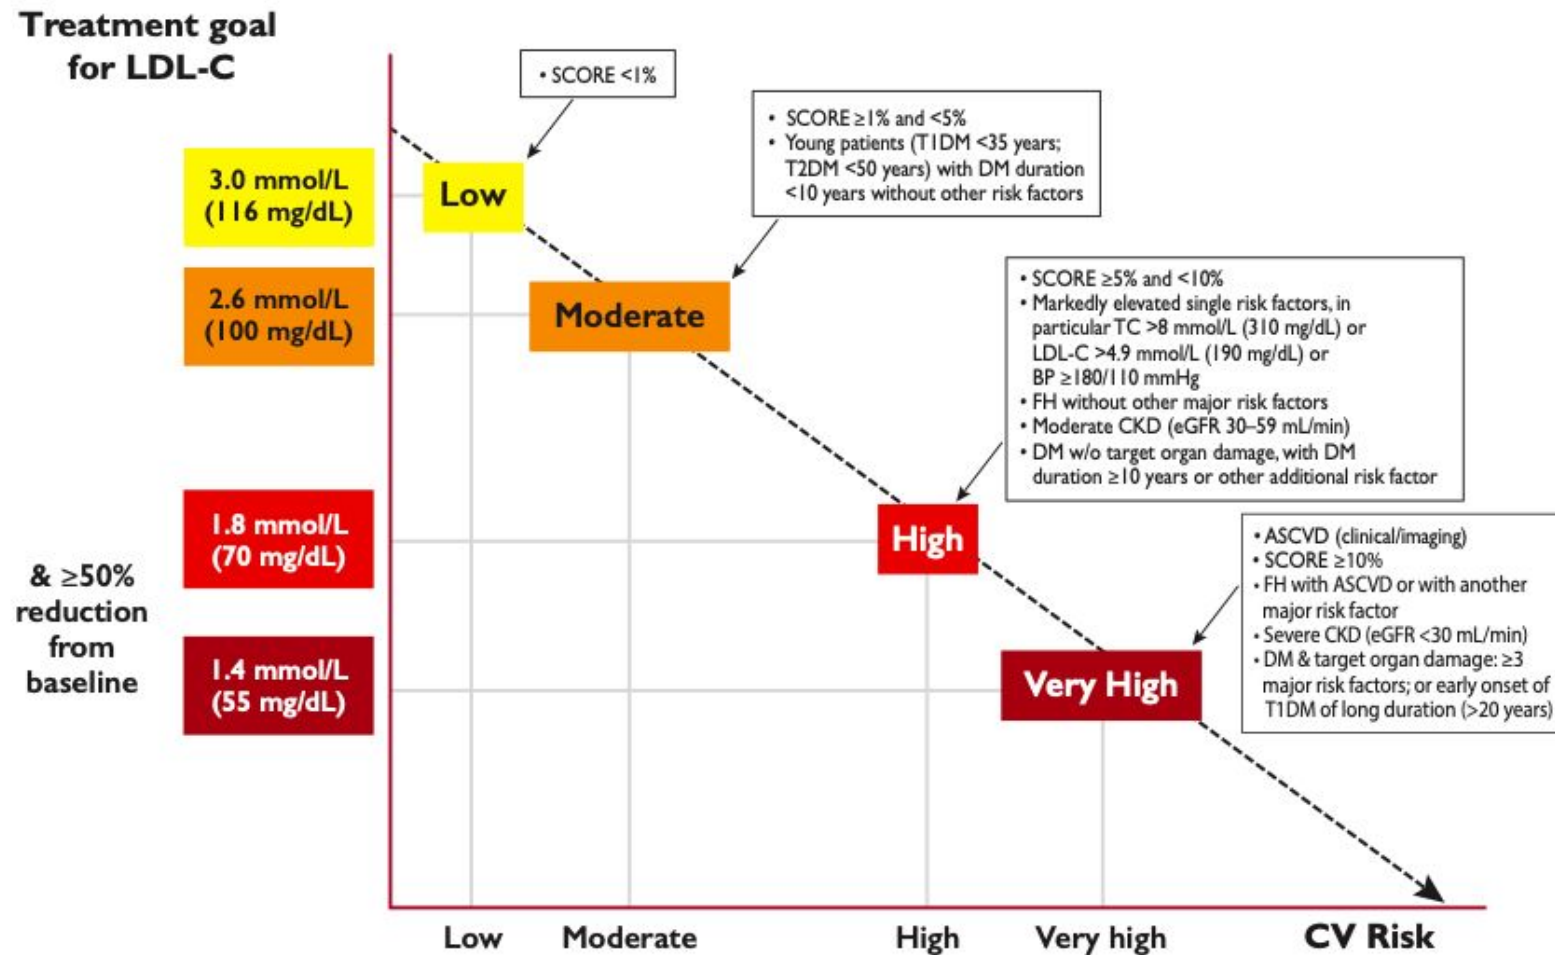 Treatment goal
for LDL-C
• SCORE <1%
• SCORE ≥1% and <5%
• Young patients (T1DM <35 years;
T2DM <50 years) with DM duration
<10 years without other risk factors
3.0 mmol/L
(116 mg/dL)
Low
2.6 mmol/L
(100 mg/dL)
Moderate
• SCORE ≥5% and <10%
• Markedly elevated single risk factors, in
particular TC >8 mmol/L (310 mg/dL) or
LDL-C >4.9 mmol/L (190 mg/dL) or
BP ≥180/110 mmHg
• FH without other major risk factors
• Moderate CKD (eGFR 30–59 mL/min)
• DM w/o target organ damage, with DM
duration ≥10 years or other additional risk factor
1.8 mmol/L
(70 mg/dL)
High
• ASCVD (clinical/imaging)
• SCORE ≥10%
• FH with ASCVD or with another
major risk factor
• Severe CKD (eGFR <30 mL/min)
• DM & target organ damage: ≥3
major risk factors; or early onset of
T1DM of long duration (>20 years)
& ≥50%
reduction
from
baseline
1.4 mmol/L
(55 mg/dL)
Very High
Low
Moderate
High
Very high
CV Risk